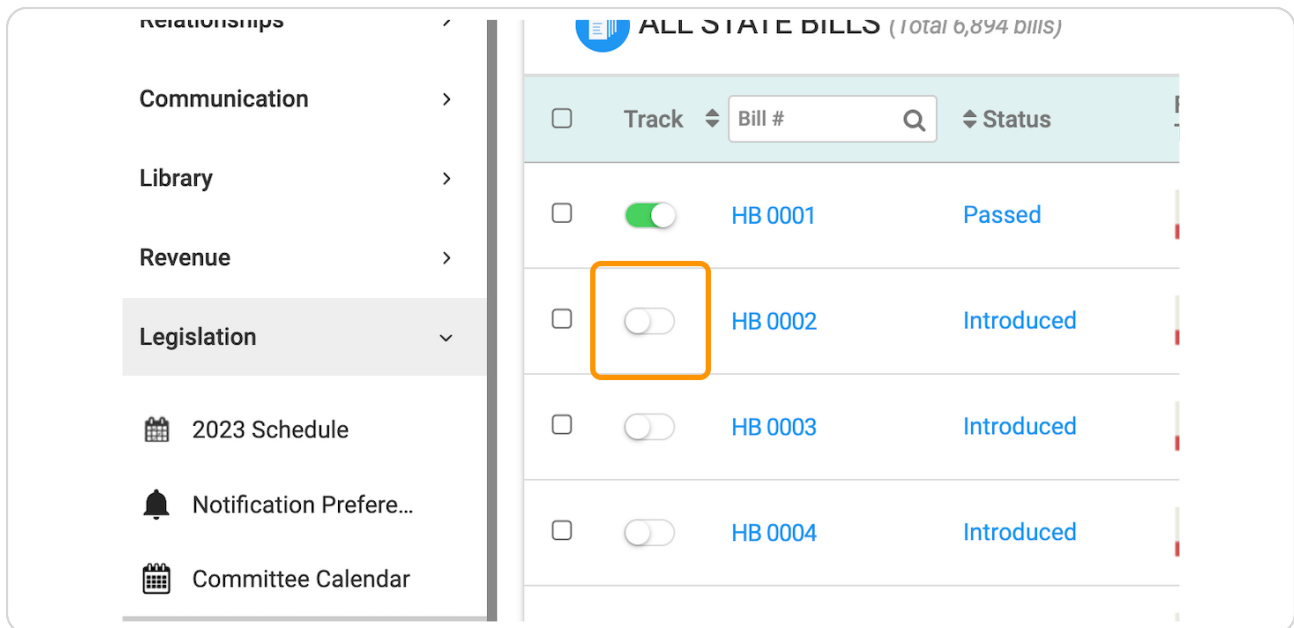 Relationships
Communication
Library
Revenue
Legislation
2023 Schedule
Notification Prefere...
Committee Calendar
ALL STATE BILLS (Total 6,894 bills)
Track Bill # Status
HB 0001 Passed
HB 0002 Introduced
HB 0003 Introduced
HB 0004 Introduced